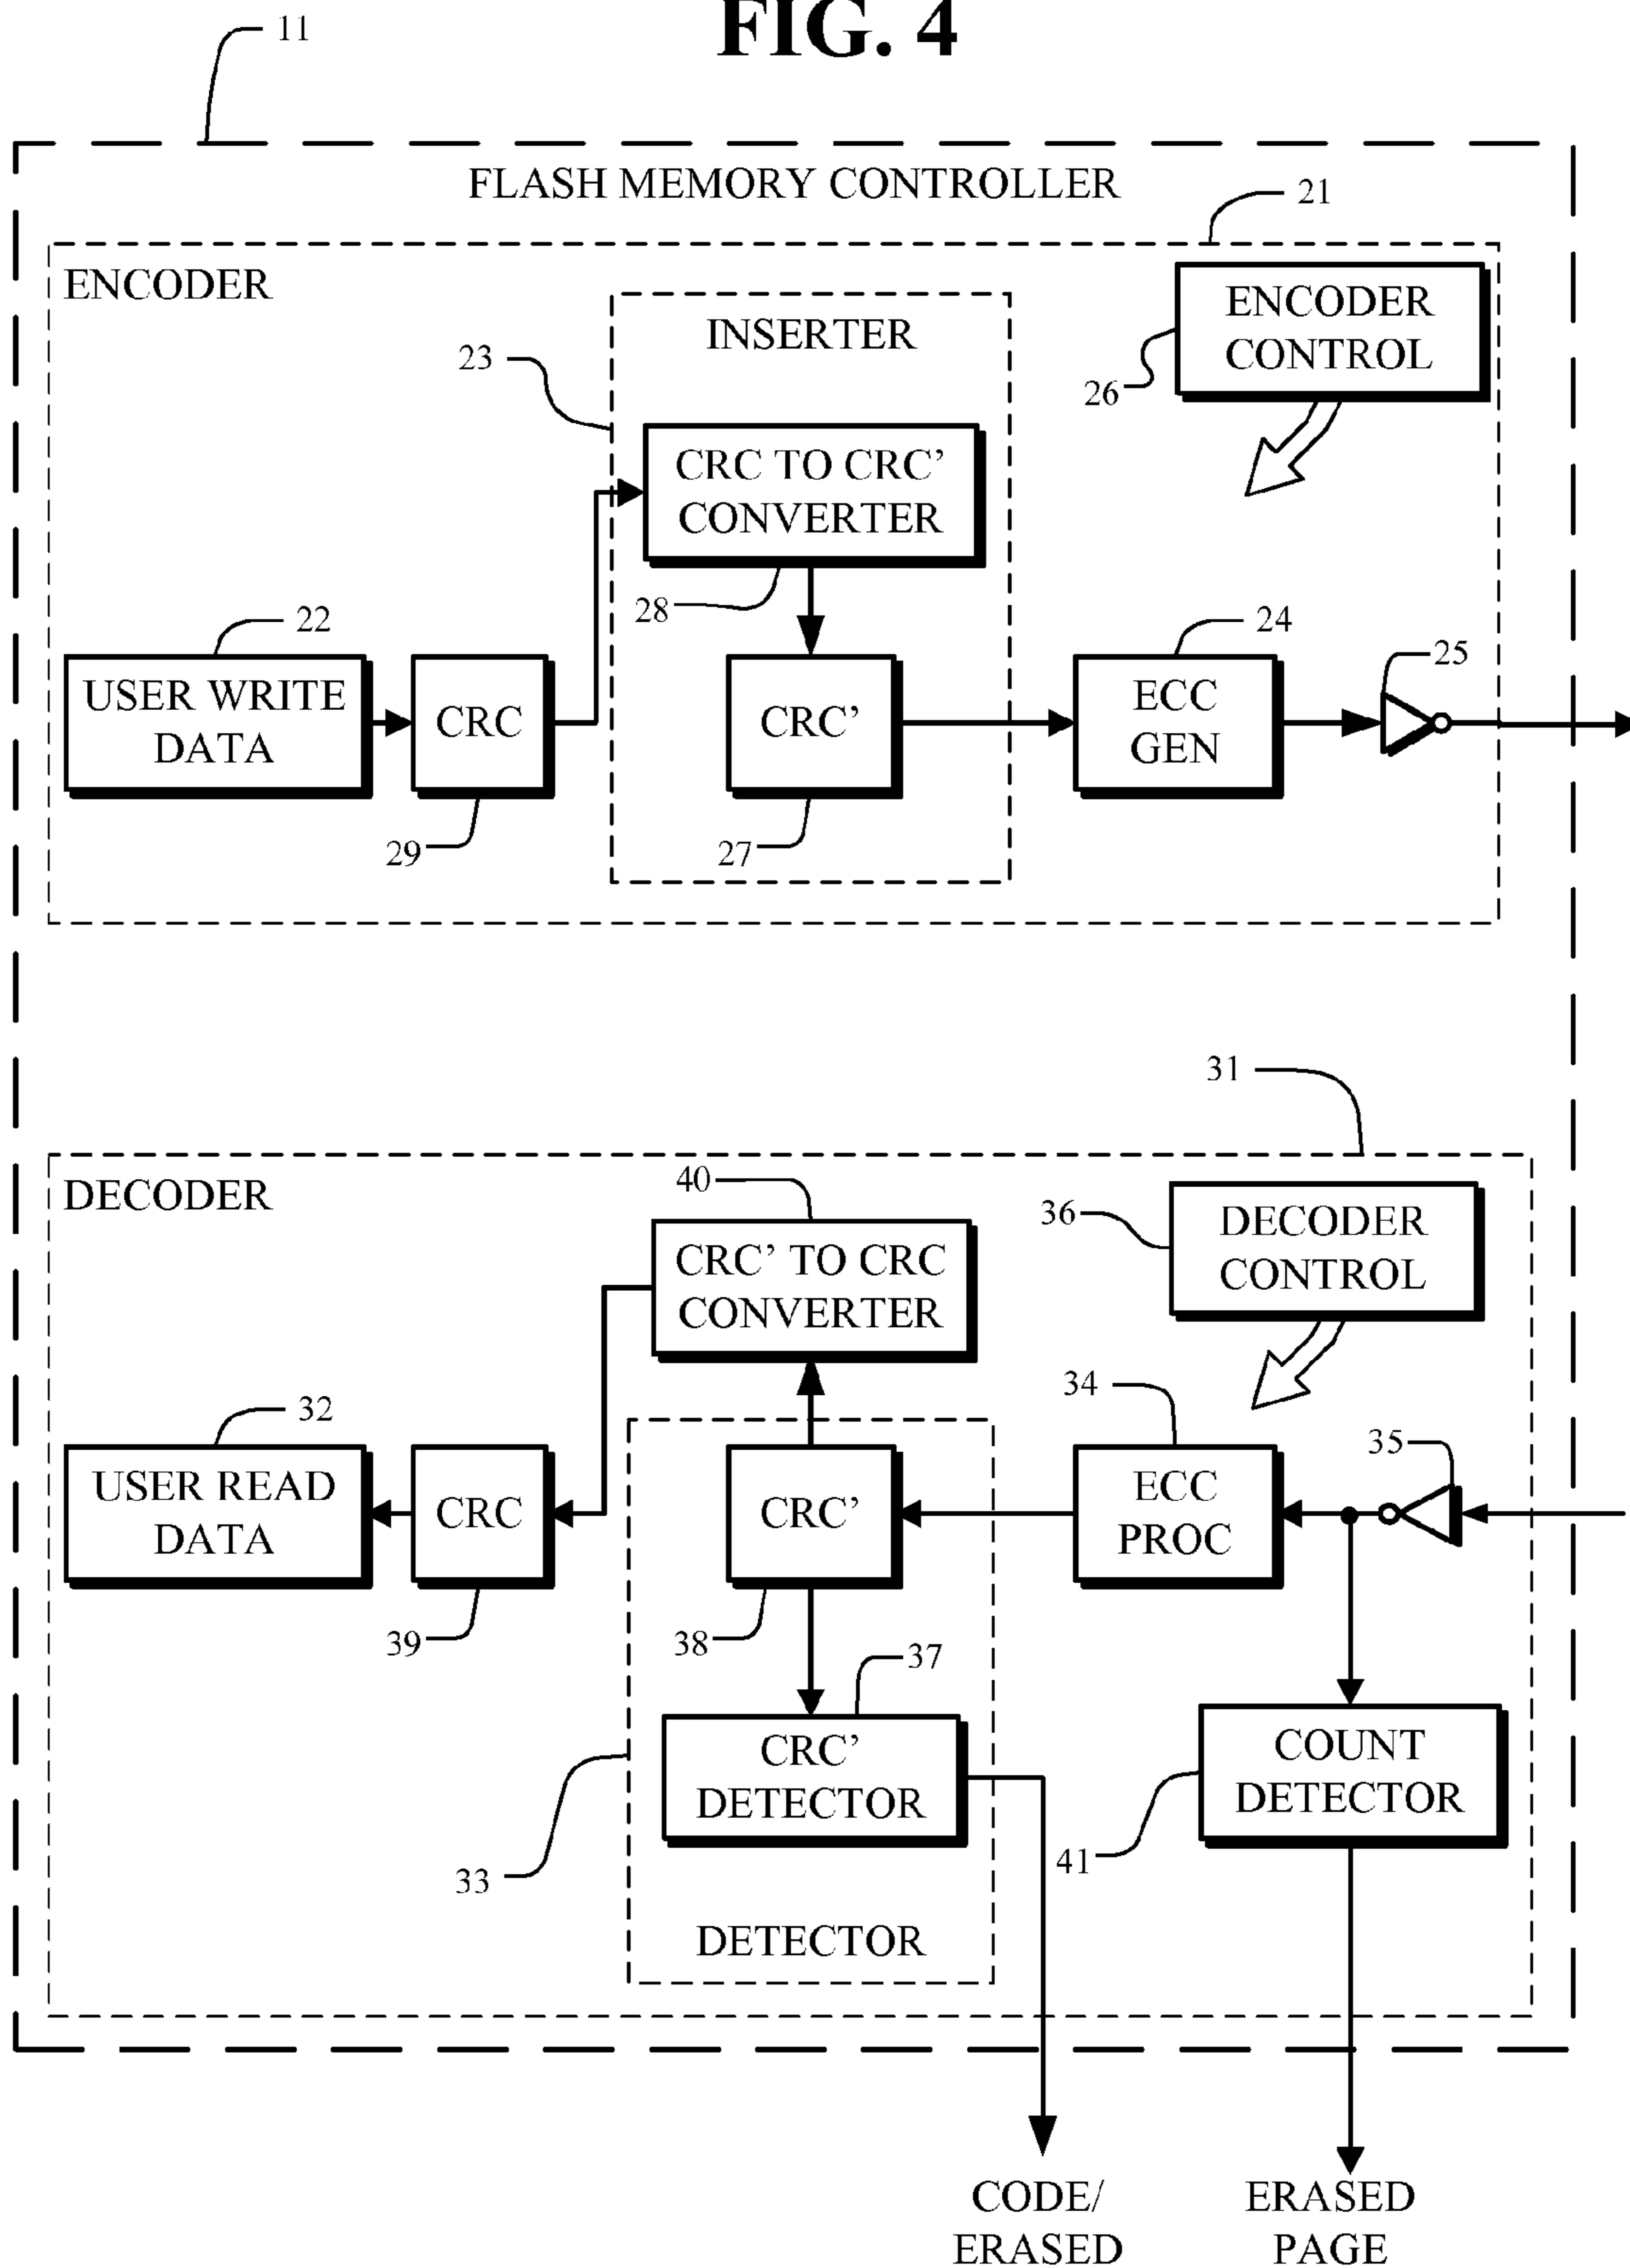 FIG. 4
11
FLASH MEMORY CONTROLLER
21
ENCODER
INSERTER
ENCODER
CONTROL
23
26
CRC TO CRC’
CONVERTER
28
22
24
25
USER WRITE
DATA
CRC
CRC’
ECC
GEN
29
27
31
DECODER
40
36
DECODER
CONTROL
CRC’ TO CRC
CONVERTER
34
32
35
USER READ
DATA
CRC
CRC’
ECC
PROC
39
38
37
CRC’
DETECTOR
COUNT
DETECTOR
33
41
DETECTOR
CODE/
ERASED
ERASED
PAGE